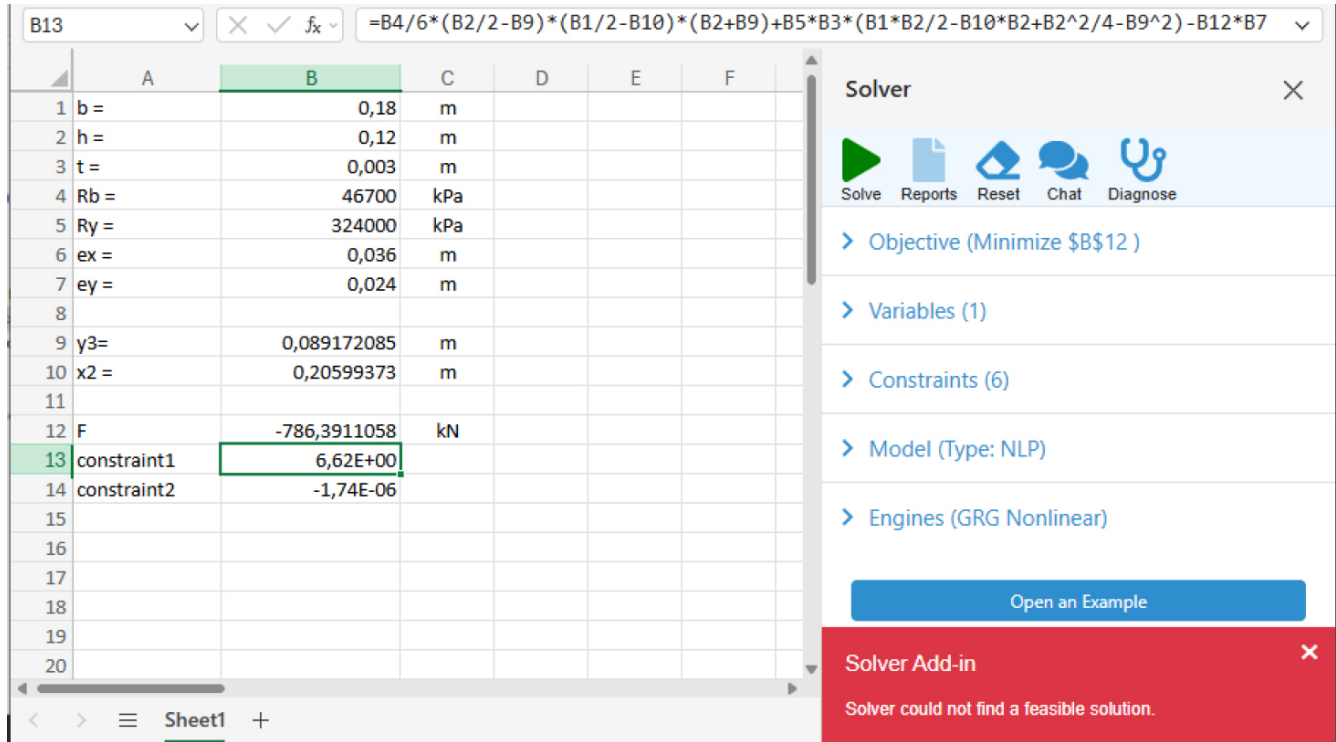 B13 fx =B4/6*(B2/2-B9)*(B1/2-B10)*(B2+B9)+B5*B3*(B1*B2/2-B10*B2+B2^2/4-B9^2)-B12*B7
A B C D E F
1 b = 0,18 m
2 h = 0,12 m
3 t = 0,003 m
4 Rb = 46700 kPa
5 Ry = 324000 kPa
6 ex = 0,036 m
7 ey = 0,024 m
8
9 y3= 0,089172085 m
10 x2 = 0,20599373 m
11
12 F -786,3911058 kN
13 constraint1 6,62E+00
14 constraint2 -1,74E-06
15
16
17
18
19
20
Sheet1
Solver
Solve Reports Reset Chat Diagnose
Objective (Minimize $B$12 )
Variables (1)
Constraints (6)
Model (Type: NLP)
Engines (GRG Nonlinear)
Open an Example
Solver Add-in
Solver could not find a feasible solution.